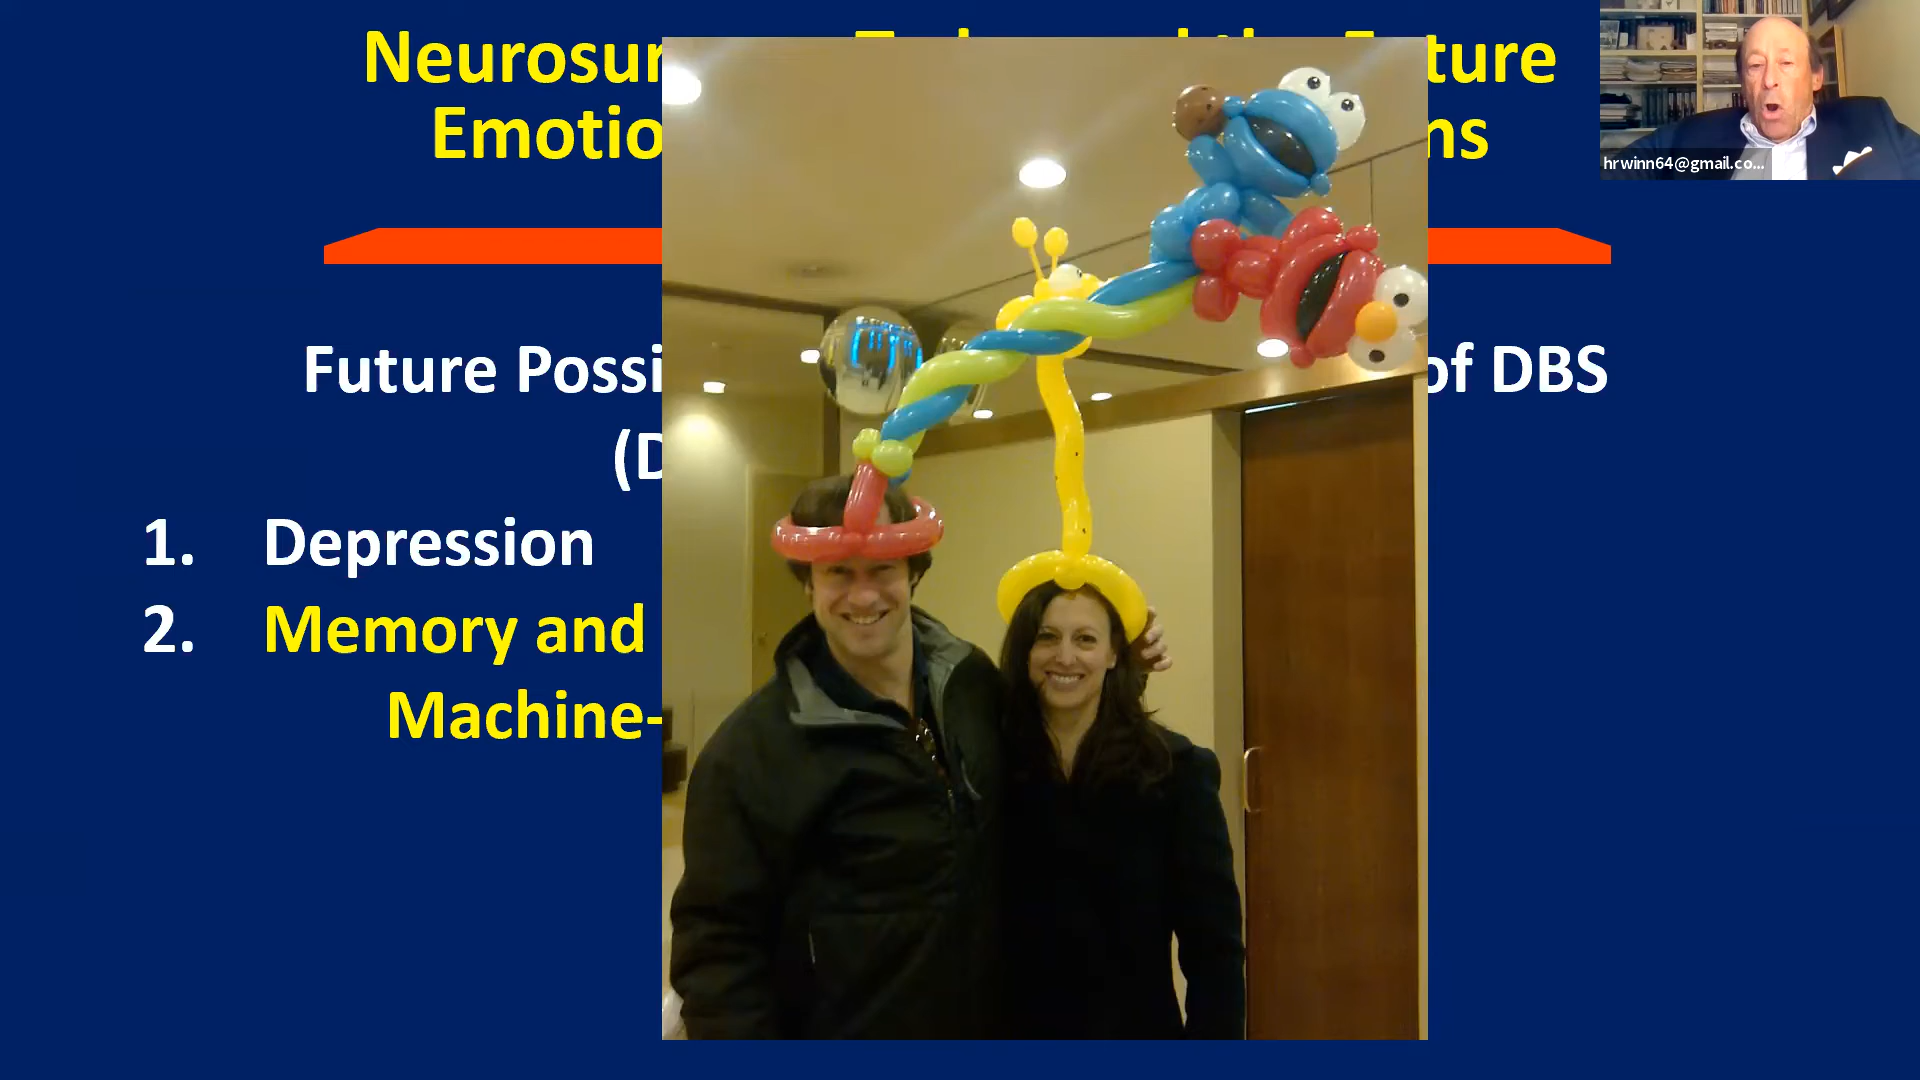 Neurosur ture
Emotio ns
hrwinn64@gmail.co...
Future Possi of DBS
(D
1. Depression
2. Memory and
Machine-